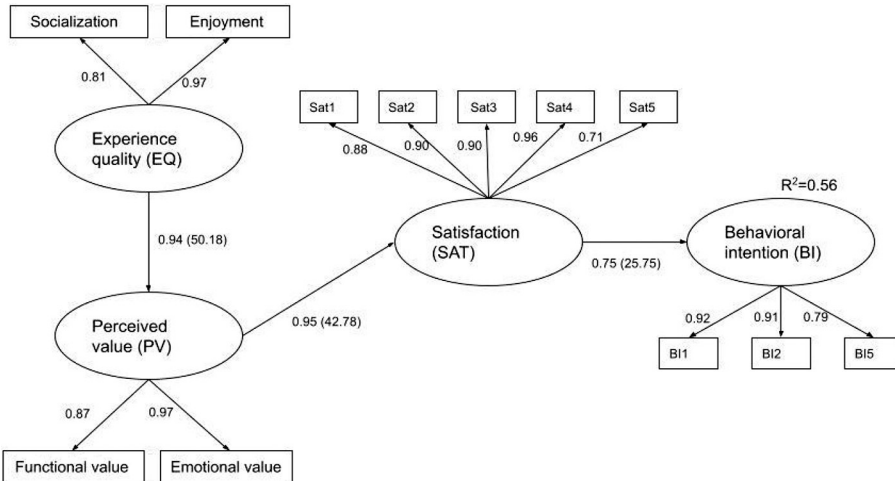 Socialization
Enjoyment
0.81
0.97
Experience
quality (EQ)
0.94 (50.18)
Perceived
value (PV)
0.95 (42.78)
0.87
0.97
Functional value
Emotional value
Sat1
Sat2
Sat3
Sat4
Sat5
0.88
0.90
0.90
0.96
0.71
Satisfaction
(SAT)
0.75 (25.75)
R²=0.56
Behavioral
intention (BI)
0.92
0.91
0.79
BI1
BI2
BI5